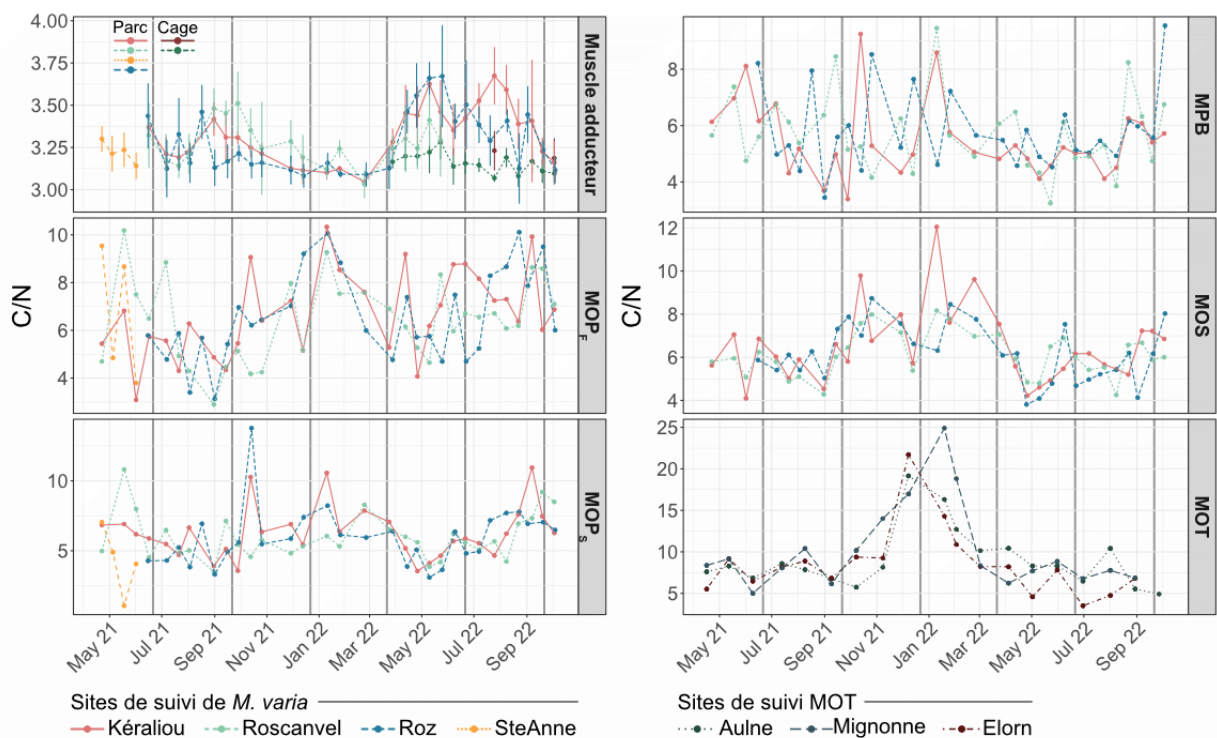 Parc Cage
4.00
3.75
3.50
3.25
3.00
Muscle adducteur
C/N
10
8
6
4
MOP F
10
5
MOP S
May 21 Jul 21 Sep 21 Nov 21 Jan 22 Mar 22 May 22 Jul 22 Sep 22
Sites de suivi de M. varia
Kéraliou Roscanvel Roz SteAnne
8
6
4
MPB
C/N
12
10
8
6
4
MOS
25
20
15
10
5
MOT
May 21 Jul 21 Sep 21 Nov 21 Jan 22 Mar 22 May 22 Jul 22 Sep 22
Sites de suivi MOT
Aulne Mignonne Elorn